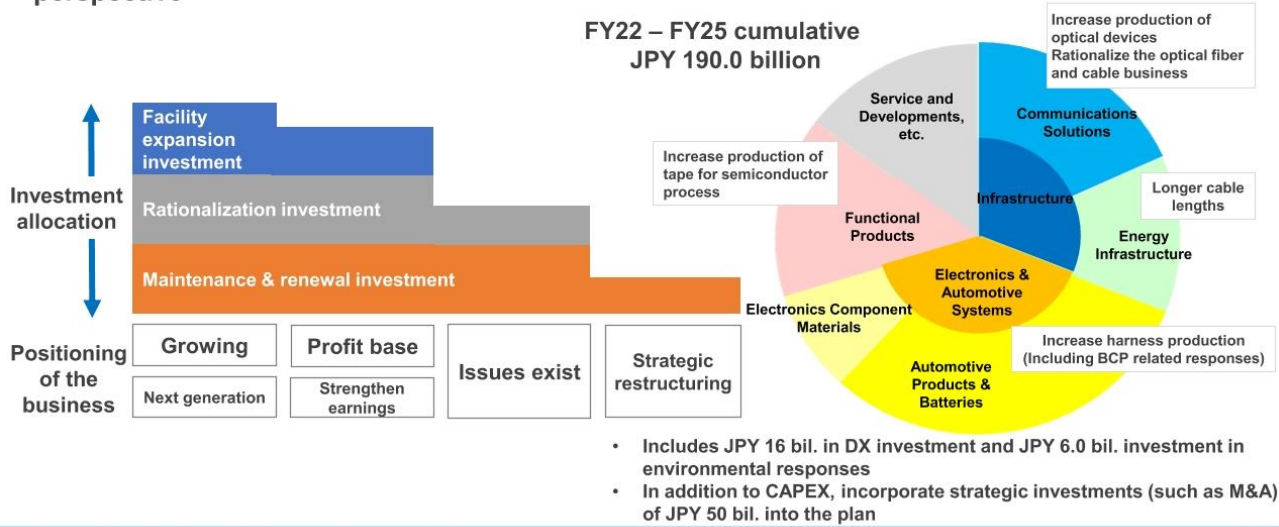 perspective
FY22 – FY25 cumulative
JPY 190.0 billion
Investment
allocation
Facility
expansion
investment
Rationalization investment
Maintenance & renewal investment
Positioning
of the
business
Growing
Next generation
Profit base
Strengthen
earnings
Issues exist
Strategic
restructuring
Increase production of
optical devices
Rationalize the optical fiber
and cable business
Service and
Developments,
etc.
Communications
Solutions
Increase production of
tape for semiconductor
process
Infrastructure
Longer cable
lengths
Functional
Products
Energy
Infrastructure
Electronics &
Automotive
Systems
Electronics Component
Materials
Increase harness production
(Including BCP related responses)
Automotive
Products &
Batteries
• Includes JPY 16 bil. in DX investment and JPY 6.0 bil. investment in
environmental responses
• In addition to CAPEX, incorporate strategic investments (such as M&A)
of JPY 50 bil. into the plan